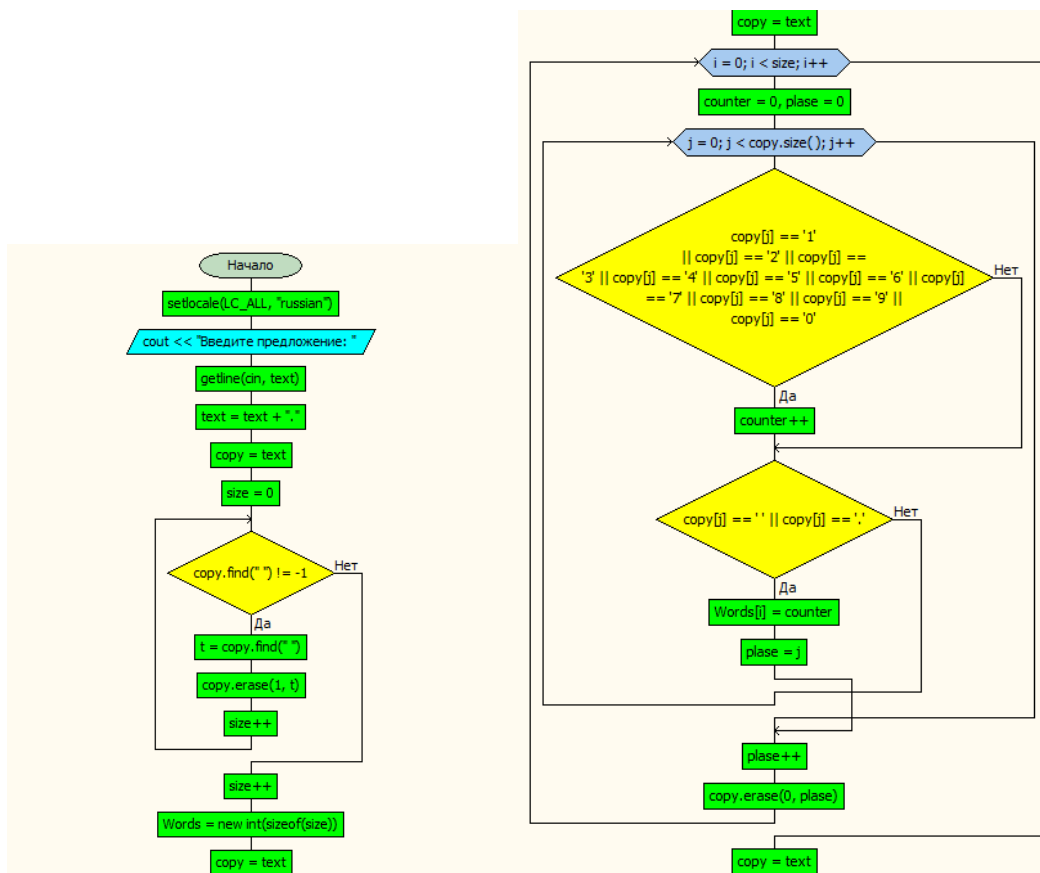 Начало
setlocale(LC_ALL, "russian")
cout << "Введите предложение: "
getline(cin, text)
text = text + "."
copy = text
size = 0
copy.find(" ") != -1
Нет
Да
t = copy.find(" ")
copy.erase(1, t)
size++
size++
Words = new int(sizeof(size))
copy = text
copy = text
i = 0; i < size; i++
counter = 0, plase = 0
j = 0; j < copy.size( ); j++
copy[j] == '1'
|| copy[j] == '2' || copy[j] ==
'3' || copy[j] == '4' || copy[j] == '5' || copy[j] == '6' || copy[j]
== '7' || copy[j] == '8' || copy[j] == '9' ||
copy[j] == '0'
Нет
Да
counter++
copy[j] == ' ' || copy[j] == '.'
Нет
Да
Words[i] = counter
plase = j
plase++
copy.erase(0, plase)
copy = text